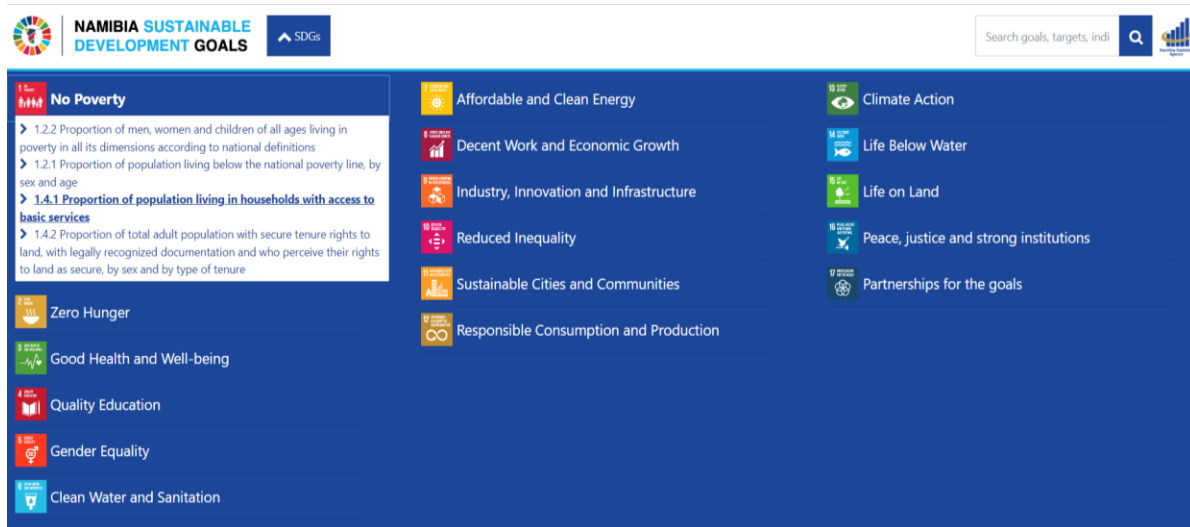 NAMIBIA SUSTAINABLE
DEVELOPMENT GOALS
SDGs
Search goals, targets, indi
No Poverty
1.2.2 Proportion of men, women and children of all ages living in
poverty in all its dimensions according to national definitions
1.2.1 Proportion of population living below the national poverty line, by
sex and age
1.4.1 Proportion of population living in households with access to
basic services
1.4.2 Proportion of total adult population with secure tenure rights to
land, with legally recognized documentation and who perceive their rights
to land as secure, by sex and by type of tenure
Zero Hunger
Good Health and Well-being
Quality Education
Gender Equality
Clean Water and Sanitation
Affordable and Clean Energy
Decent Work and Economic Growth
Industry, Innovation and Infrastructure
Reduced Inequality
Sustainable Cities and Communities
Responsible Consumption and Production
Climate Action
Life Below Water
Life on Land
Peace, justice and strong institutions
Partnerships for the goals